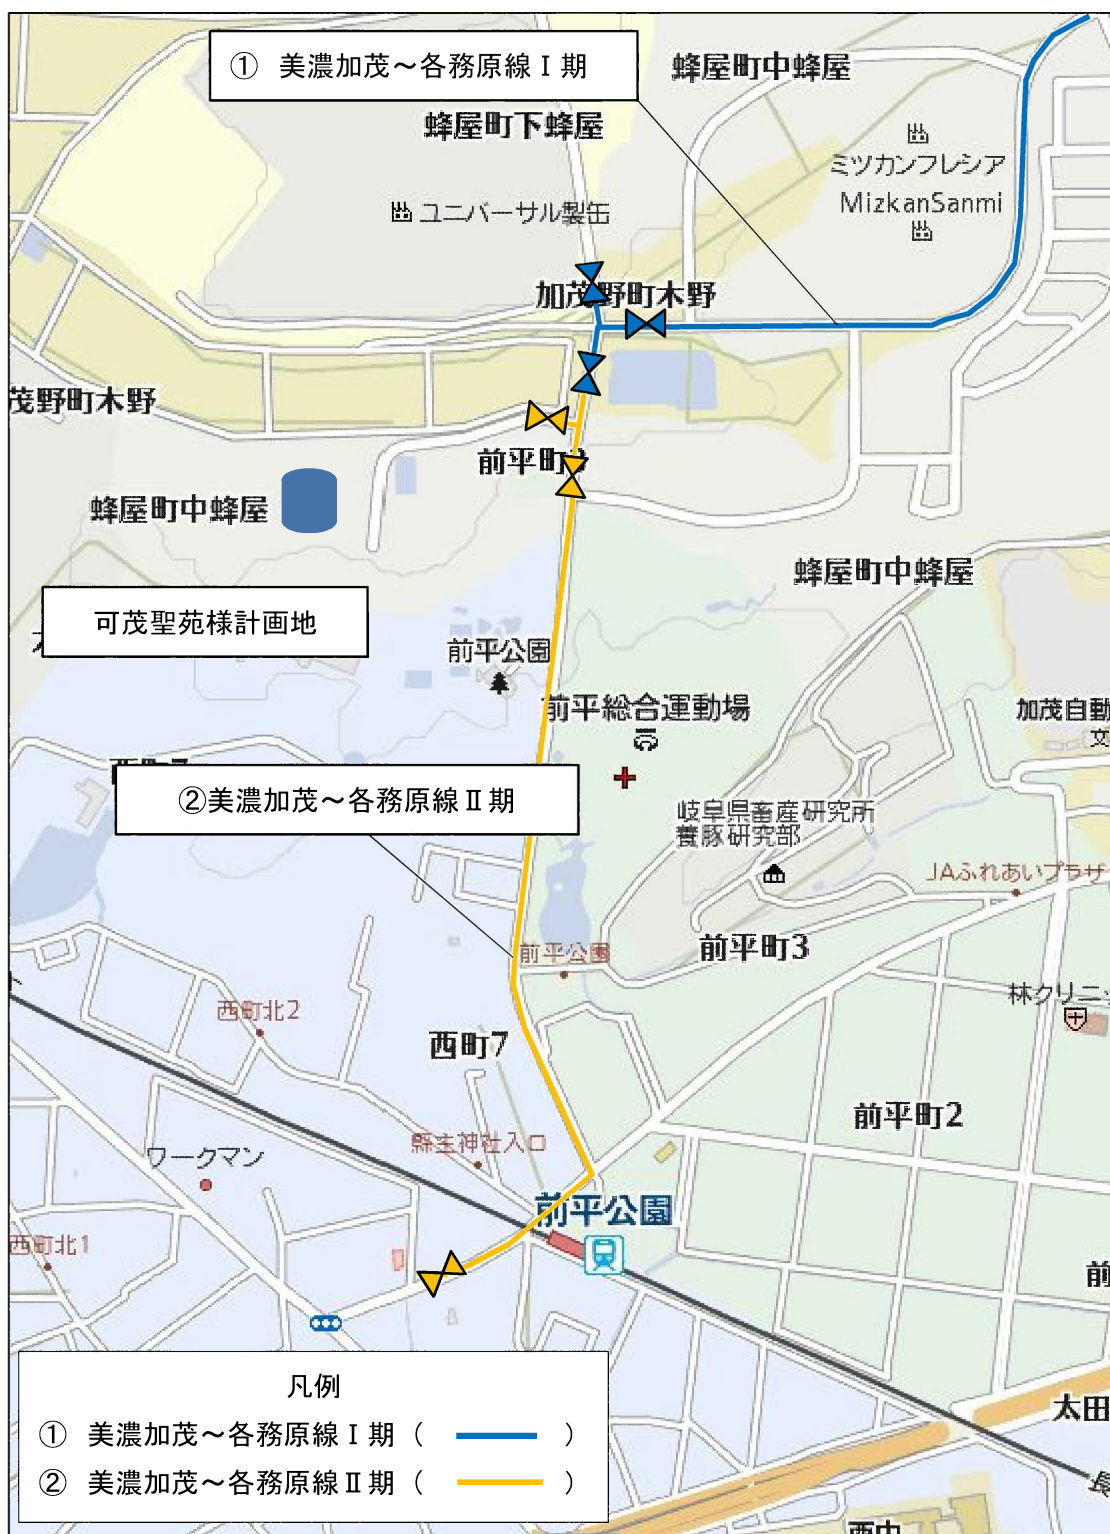 ① 美濃加茂～各務原線Ⅰ期
蜂屋町中蜂屋
蜂屋町下蜂屋
ミツカンフレシア
MizkanSanmi
ユニバーサル製缶
加茂野町木野
茂野町木野
前平町
蜂屋町中蜂屋
蜂屋町中蜂屋
可茂聖苑様計画地
前平公園
前平総合運動場
加茂自動
文
②美濃加茂～各務原線Ⅱ期
岐阜県畜産研究所
養豚研究部
JAふれあいプラザ
前平町3
前平公園
林クリニッ
西町北2
西町7
前平町2
縣主神社入口
ワークマン
前平公園
西町北1
前
凡例
① 美濃加茂～各務原線Ⅰ期（　　）
② 美濃加茂～各務原線Ⅱ期（　　）
太田
長
西中